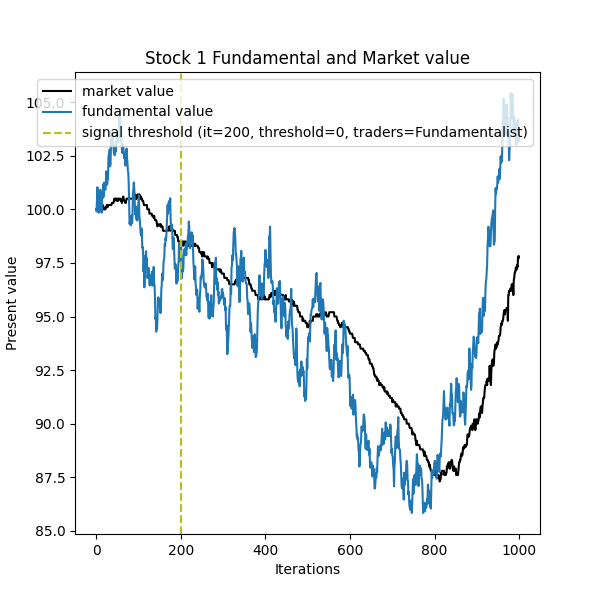 Stock 1 Fundamental and Market value
market value
fundamental value
signal threshold (it=200, threshold=0, traders=Fundamentalist)
105.0
102.5
100.0
97.5
95.0
92.5
90.0
87.5
85.0
Present value
0 200 400 600 800 1000
Iterations